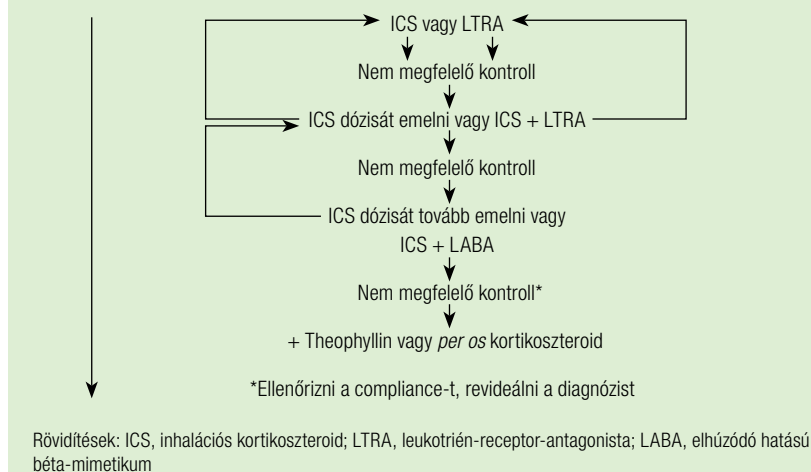 ICS vagy LTRA
Nem megfelelő kontroll
ICS dózisát emelni vagy ICS + LTRA
Nem megfelelő kontroll
ICS dózisát tovább emelni vagy
ICS + LABA
Nem megfelelő kontroll*
+ Theophyllin vagy per os kortikoszteroid
*Ellenőrizni a compliance-t, revideálni a diagnózist
Rövidítések: ICS, inhalációs kortikoszteroid; LTRA, leukotrién-receptor-antagonista; LABA, elhúzódó hatású
béta-mimetikum